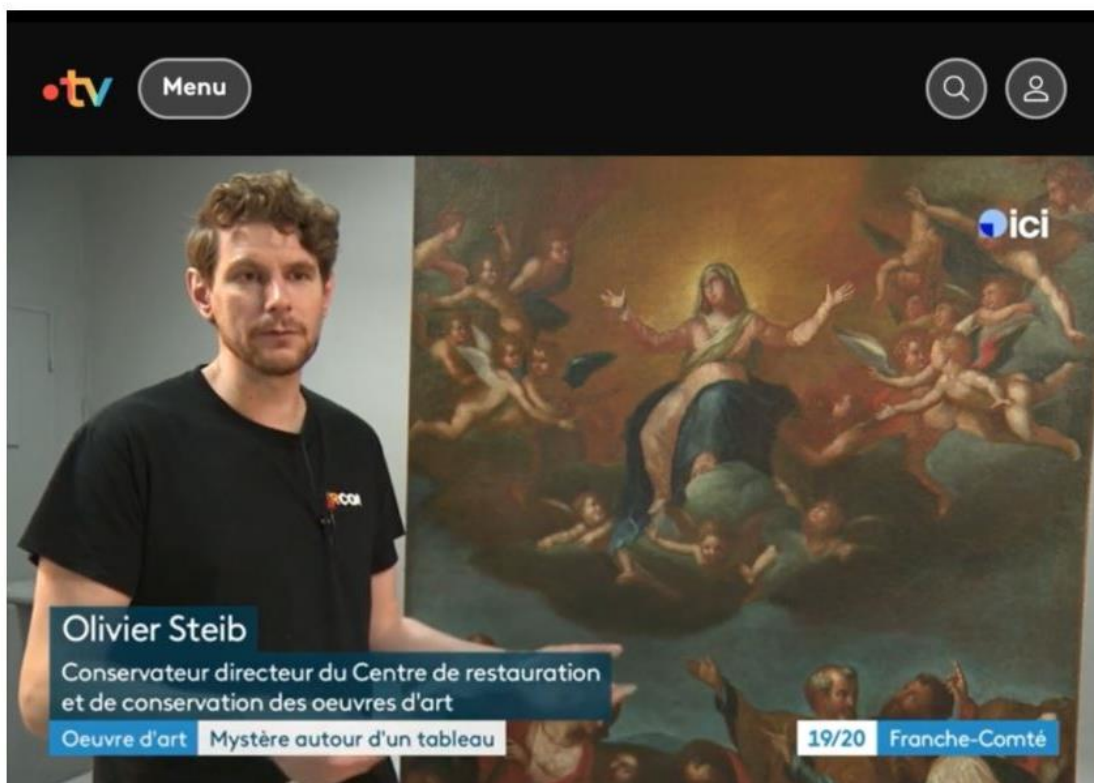 tv
Menu
ici
Olivier Steib
Conservateur directeur du Centre de restauration
et de conservation des oeuvres d'art
Oeuvre d'art Mystère autour d'un tableau
19/20 Franche-Comté